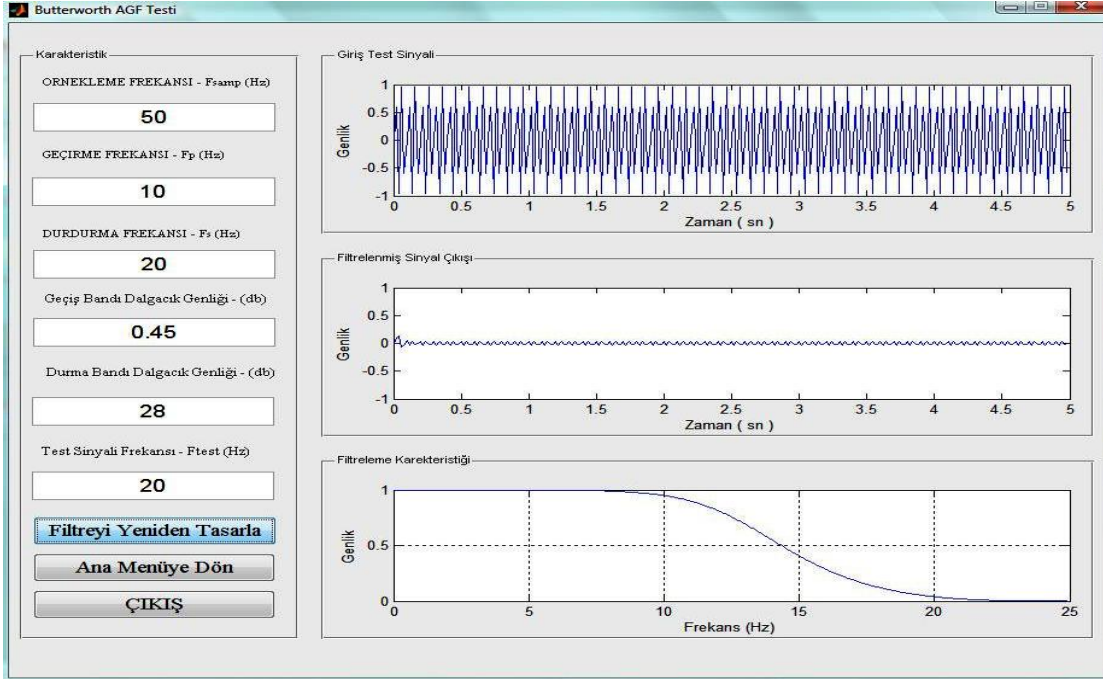 Butterworth AGF Testi
Karakteristik
ORNEKLEME FREKANSI - Fsamp (Hz)
50
GEÇIRME FREKANSI - Fp (Hz)
10
DURDURMA FREKANSI - Fs (Hz)
20
Geçiş Bandı Dalgacık Genliği - (db)
0.45
Durma Bandı Dalgacık Genliği - (db)
28
Test Sinyali Frekansı - Ftest (Hz)
20
Filtreyi Yeniden Tasarla
Ana Menüye Dön
ÇIKIŞ
Giriş Test Sinyali
Genlik
1
0.5
0
-0.5
-1
0 0.5 1 1.5 2 2.5 3 3.5 4 4.5 5
Zaman ( sn )
Filtrelenmiş Sinyal Çıkışı
Genlik
1
0.5
0
-0.5
-1
0 0.5 1 1.5 2 2.5 3 3.5 4 4.5 5
Zaman ( sn )
Filtreleme Karekteristiği
Genlik
1
0.5
0
0 5 10 15 20 25
Frekans (Hz)